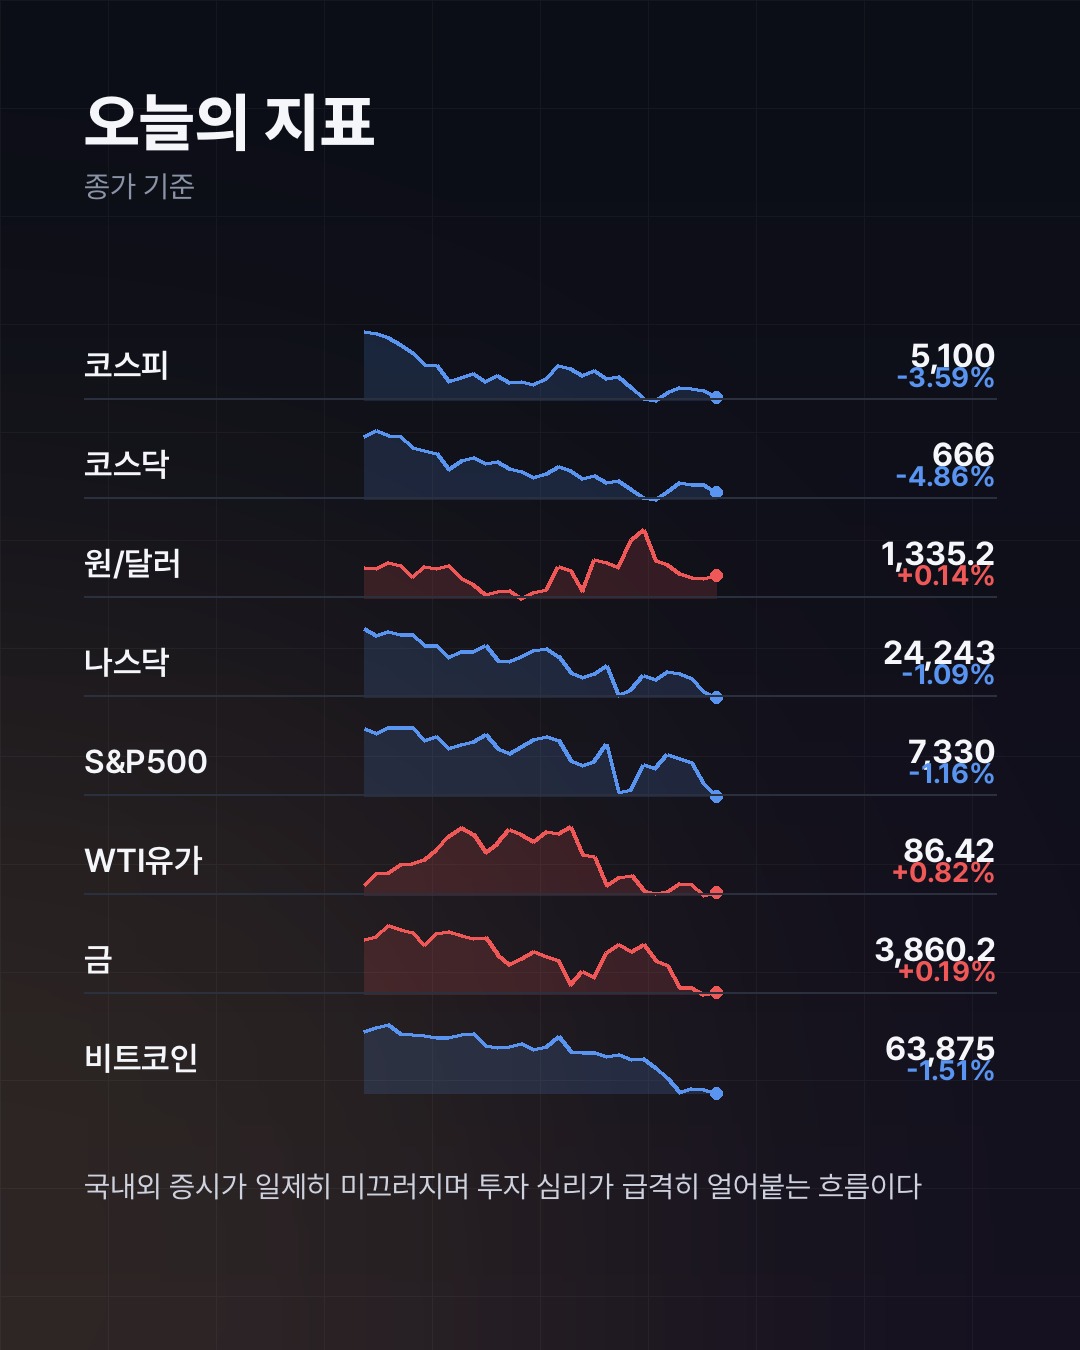 오늘의 지표
종가 기준
코스피 5,100
-3.59%
코스닥 666
-4.86%
원/달러 1,335.2
+0.14%
나스닥 24,243
-1.09%
S&P500 7,330
-1.16%
WTI유가 86.42
+0.82%
금 3,860.2
+0.19%
비트코인 63,875
-1.51%
국내외 증시가 일제히 미끄러지며 투자 심리가 급격히 얼어붙는 흐름이다